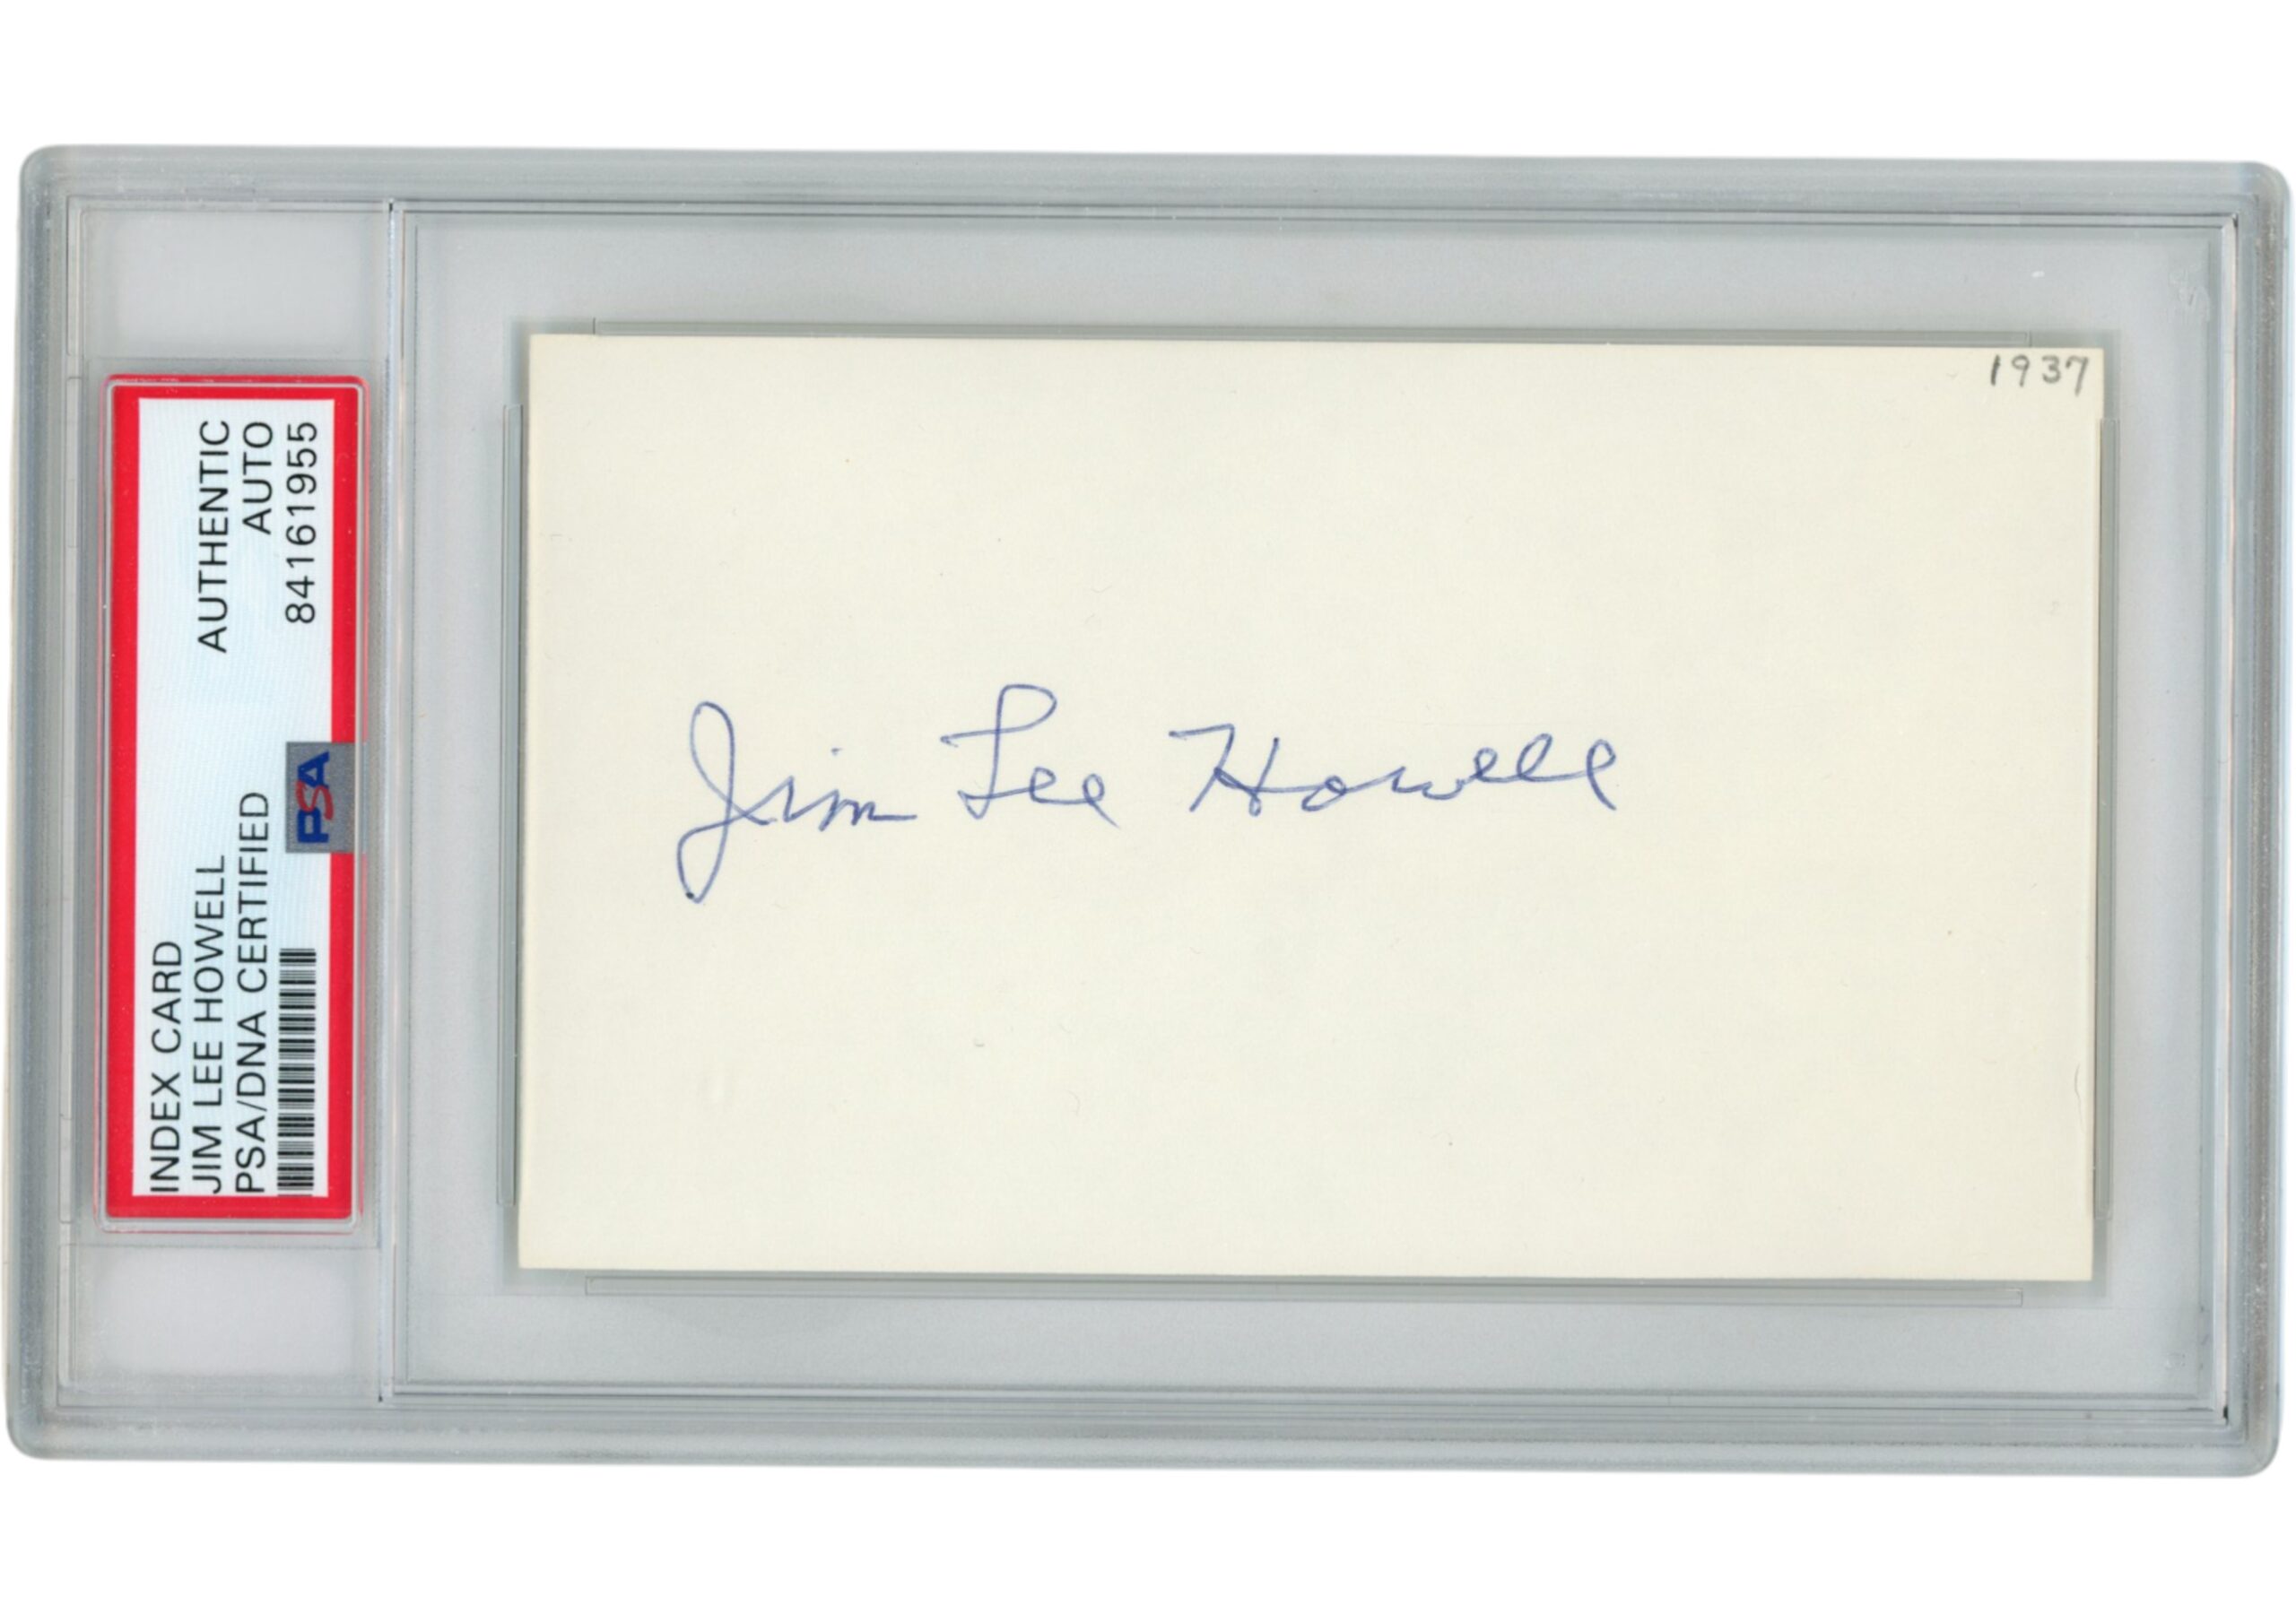 INDEX CARD
JIM LEE HOWELL
PSA/DNA CERTIFIED
AUTHENTIC
AUTO
84161955
PSA
1937
Jim Lee Howell